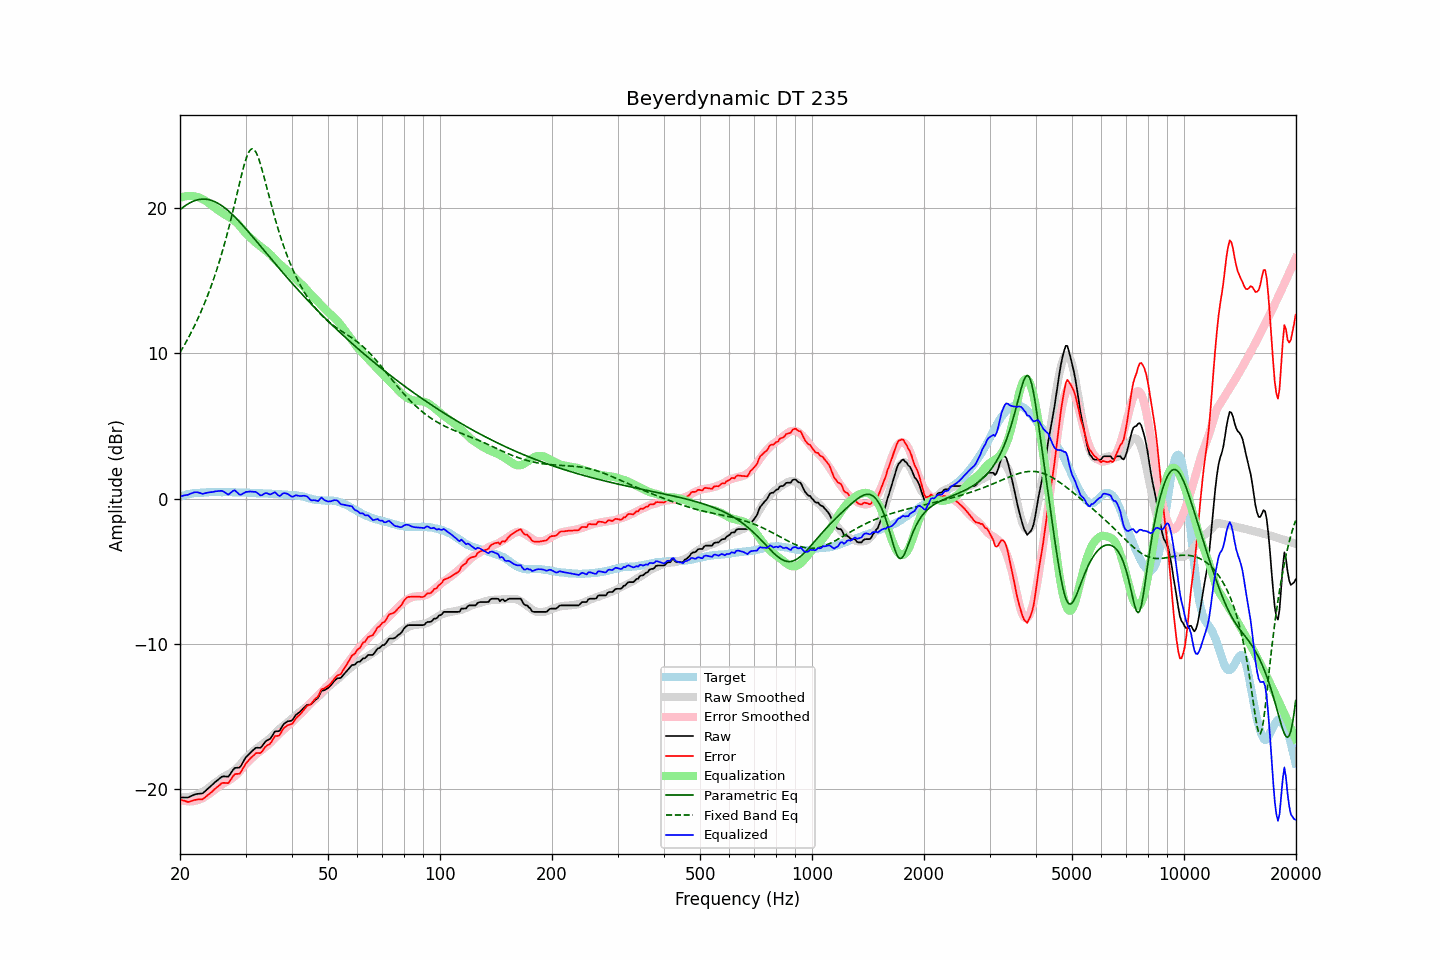 Beyerdynamic DT 235
Amplitude (dBr)
20
10
0
−10
−20
Target
Raw Smoothed
Error Smoothed
Raw
Error
Equalization
Parametric Eq
Fixed Band Eq
Equalized
20 50 100 200 500 1000 2000 5000 10000 20000
Frequency (Hz)